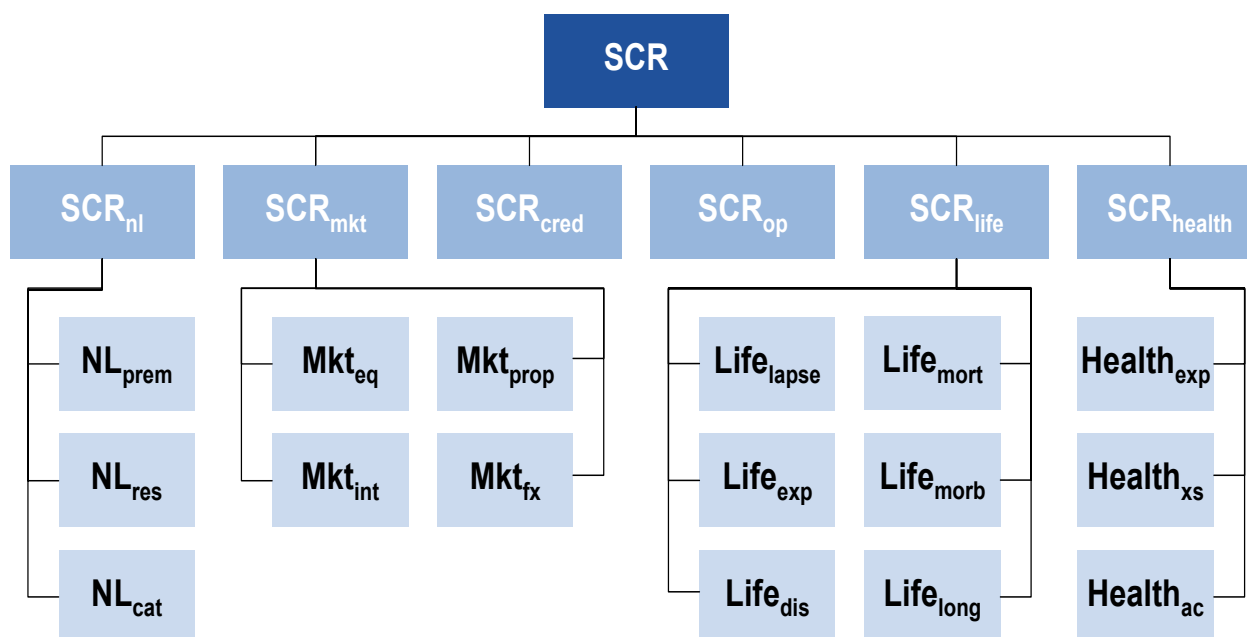 SCR
SCRnl SCRmkt SCRcred SCRop SCRlife SCRhealth
NLprem Mkteq Mktprop Lifelapse Lifemort Healthexp
NLres Mktint Mktfx Lifeexp Lifemorb Healthxs
NLcat Lifedis Lifelong Healthac